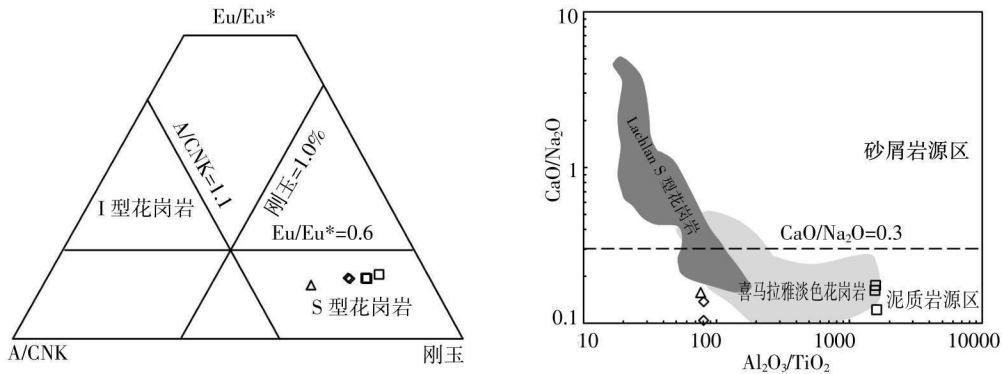 Eu/Eu*
A/CNK=1.1
刚玉=1.0%
I 型花岗岩
Eu/Eu*=0.6
S 型花岗岩
A/CNK
刚玉
CaO/Na₂O
10
1
0.1
Lachlan S 型花岗岩
砂屑岩源区
CaO/Na₂O=0.3
喜马拉雅淡色花岗岩
泥质岩源区
10
100
1000
10000
Al₂O₃/TiO₂